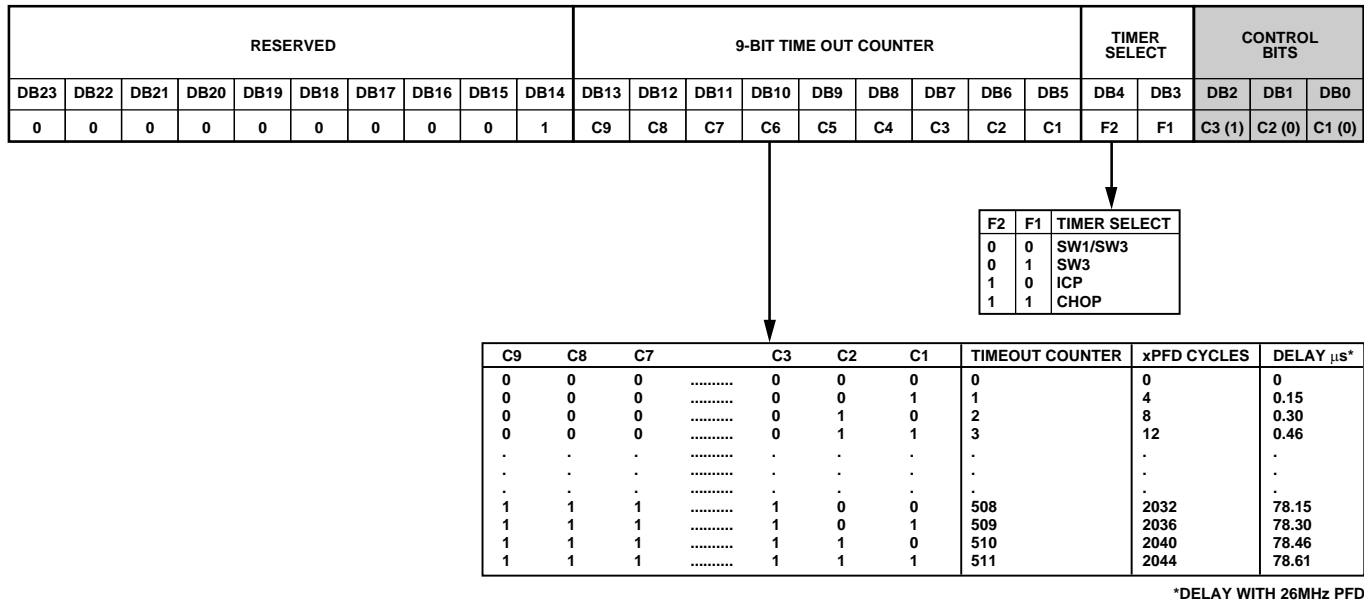 RESERVED 9-BIT TIME OUT COUNTER TIMER SELECT CONTROL BITS
DB23 DB22 DB21 DB20 DB19 DB18 DB17 DB16 DB15 DB14 DB13 DB12 DB11 DB10 DB9 DB8 DB7 DB6 DB5 DB4 DB3 DB2 DB1 DB0
0 0 0 0 0 0 0 0 0 1 C9 C8 C7 C6 C5 C4 C3 C2 C1 F2 F1 C3 (1) C2 (0) C1 (0)
F2 F1 TIMER SELECT
0 0 SW1/SW3
0 1 SW3
1 0 ICP
1 1 CHOP
C9 C8 C7 C3 C2 C1 TIMEOUT COUNTER xPFD CYCLES DELAY μs*
0 0 0 .......... 0 0 0 0 0 0
0 0 0 .......... 0 0 1 1 4 0.15
0 0 0 .......... 0 1 0 2 8 0.30
0 0 0 .......... 0 1 1 3 12 0.46
. . . .......... . . . . . .
. . . .......... . . . . . .
. . . .......... . . . . . .
1 1 1 .......... 1 0 0 508 2032 78.15
1 1 1 .......... 1 0 1 509 2036 78.30
1 1 1 .......... 1 1 0 510 2040 78.46
1 1 1 .......... 1 1 1 511 2044 78.61
*DELAY WITH 26MHz PFD